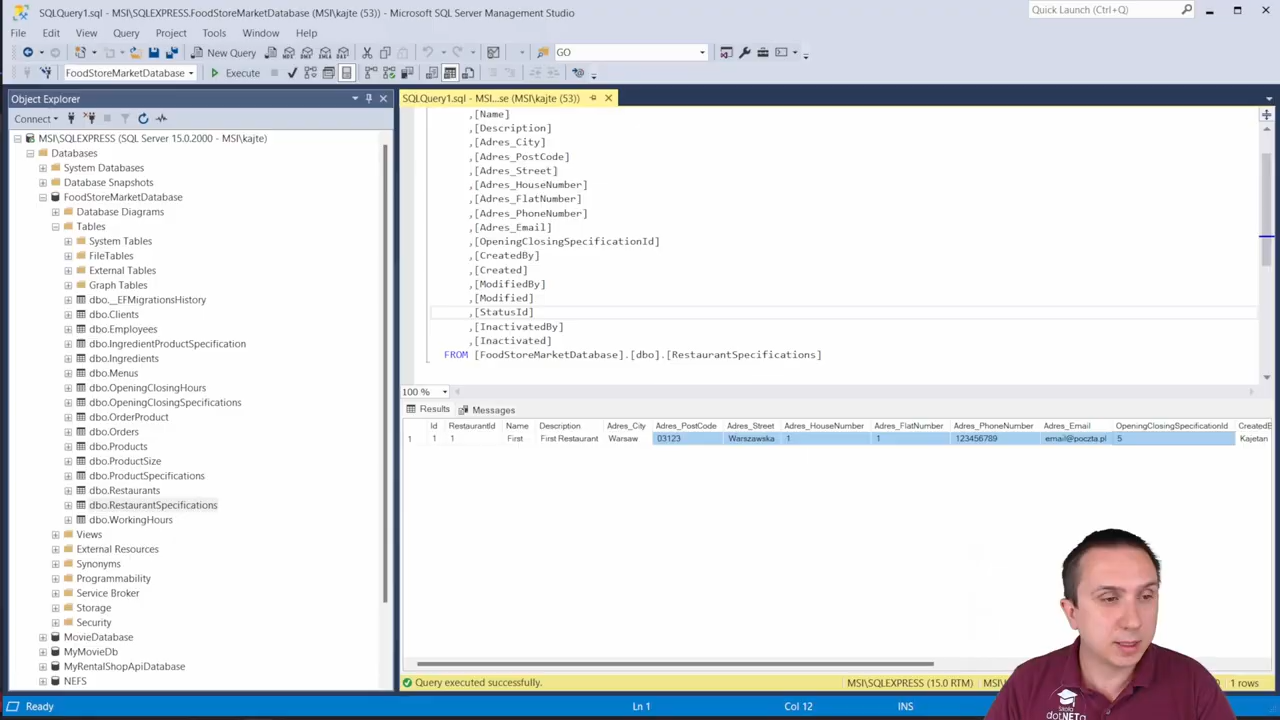 SQLQuery1.sql - MSI\SQLEXPRESS.FoodStoreMarketDatabase (MSI\kajte (53)) - Microsoft SQL Server Management Studio
Quick Launch (Ctrl+Q)
File Edit View Query Project Tools Window Help
New Query GO
FoodStoreMarketDatabase Execute
Object Explorer
Connect
MSI\SQLEXPRESS (SQL Server 15.0.2000 - MSI\kajte)
Databases
System Databases
Database Snapshots
FoodStoreMarketDatabase
Database Diagrams
Tables
System Tables
FileTables
External Tables
Graph Tables
dbo.__EFMigrationsHistory
dbo.Clients
dbo.Employees
dbo.IngredientProductSpecification
dbo.Ingredients
dbo.Menus
dbo.OpeningClosingHours
dbo.OpeningClosingSpecifications
dbo.OrderProduct
dbo.Orders
dbo.Products
dbo.ProductSize
dbo.ProductSpecifications
dbo.Restaurants
dbo.RestaurantSpecifications
dbo.WorkingHours
Views
External Resources
Synonyms
Programmability
Service Broker
Storage
Security
MovieDatabase
MyMovieDb
MyRentalShopApiDatabase
NEFS
SQLQuery1.sql - MSI...se (MSI\kajte (53))
,[Name]
,[Description]
,[Adres_City]
,[Adres_PostCode]
,[Adres_Street]
,[Adres_HouseNumber]
,[Adres_FlatNumber]
,[Adres_PhoneNumber]
,[Adres_Email]
,[OpeningClosingSpecificationId]
,[CreatedBy]
,[Created]
,[ModifiedBy]
,[Modified]
,[StatusId]
,[InactivatedBy]
,[Inactivated]
FROM [FoodStoreMarketDatabase].[dbo].[RestaurantSpecifications]
100 %
Results Messages
Id RestaurantId Name Description Adres_City Adres_PostCode Adres_Street Adres_HouseNumber Adres_FlatNumber Adres_PhoneNumber Adres_Email OpeningClosingSpecificationId
1 1 1 First First Restaurant Warsaw 03123 Warszawska 1 1 123456789 email@poczta.pl 5 Kajetan
Query executed successfully.
MSI\SQLEXPRESS (15.0 RTM)
1 rows
Ready Ln 1 Col 12 INS
dotNETa